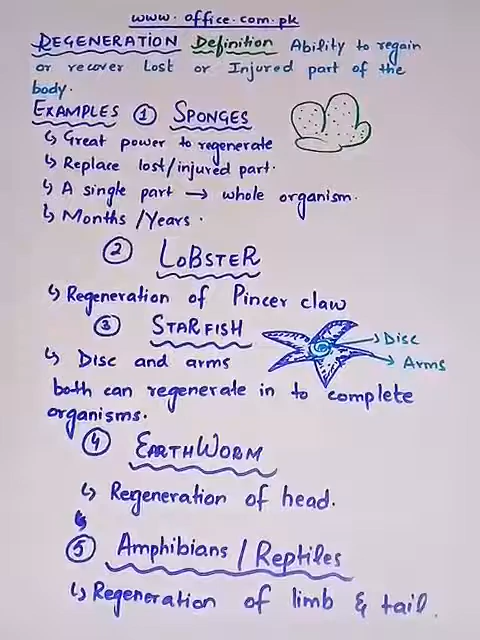 www.office.com.pk
REGENERATION Definition Ability to regain
or recover Lost or Injured part of the
body.
EXAMPLES ① SPONGES
↳ Great power to regenerate
↳ Replace lost/injured part.
↳ A single part → whole organism.
↳ Months/Years.
② LOBSTER
↳ Regeneration of Pincer claw
③ STARFISH
Disc
↳ Disc and arms
Arms
both can regenerate in to complete
organisms.
④ EARTHWORM
↳ Regeneration of head.
⑤ Amphibians/Reptiles
↳ Regeneration of limb & tail.